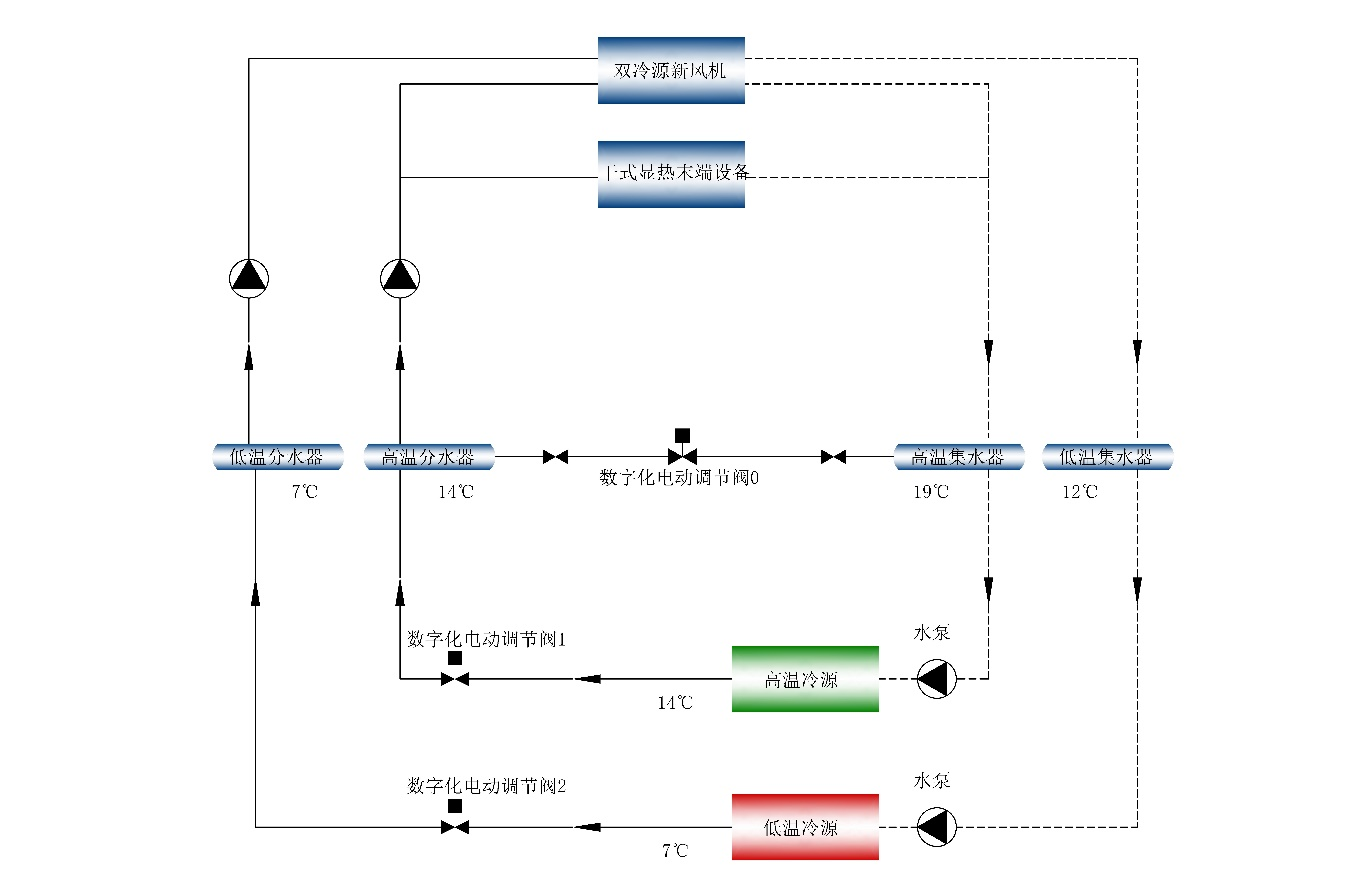 双冷源新风机
干式显热末端设备
低温分水器
高温分水器
高温集水器
低温集水器
数字化电动调节阀0
7℃
14℃
19℃
12℃
数字化电动调节阀1
水泵
高温冷源
14℃
数字化电动调节阀2
水泵
低温冷源
7℃